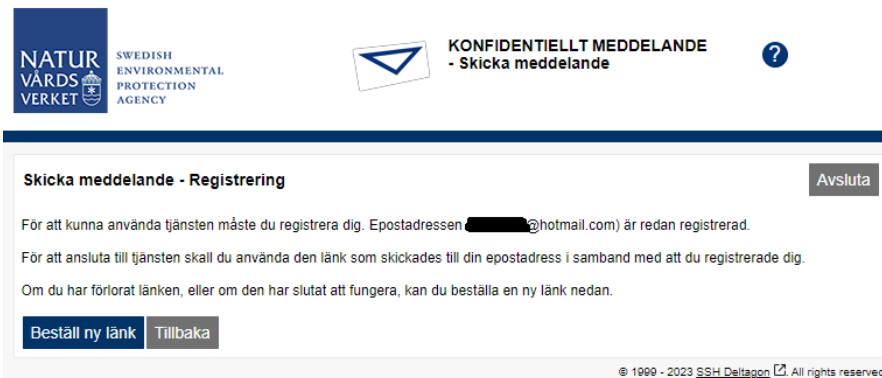 NATUR
VÅRDS
VERKET
SWEDISH
ENVIRONMENTAL
PROTECTION
AGENCY
KONFIDENTIELLT MEDDELANDE
- Skicka meddelande
?
Skicka meddelande - Registrering
Avsluta
För att kunna använda tjänsten måste du registrera dig. Epostadressen @hotmail.com) är redan registrerad.
För att ansluta till tjänsten skall du använda den länk som skickades till din epostadress i samband med att du registrerade dig.
Om du har förlorat länken, eller om den har slutat att fungera, kan du beställa en ny länk nedan.
Beställ ny länk
Tillbaka
© 1999 - 2023 SSH Deltagon. All rights reserved